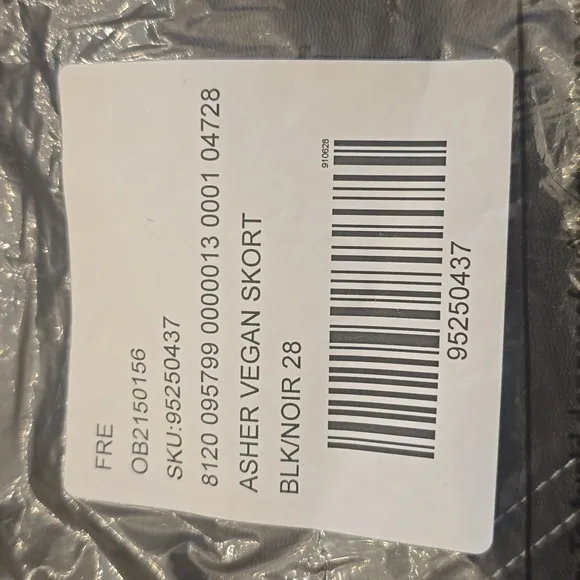 FRE
OB2150156
SKU:95250437
8120 095799 0000013 0001 04728
ASHER VEGAN SKORT
BLK/NOIR 28
910628
95250437